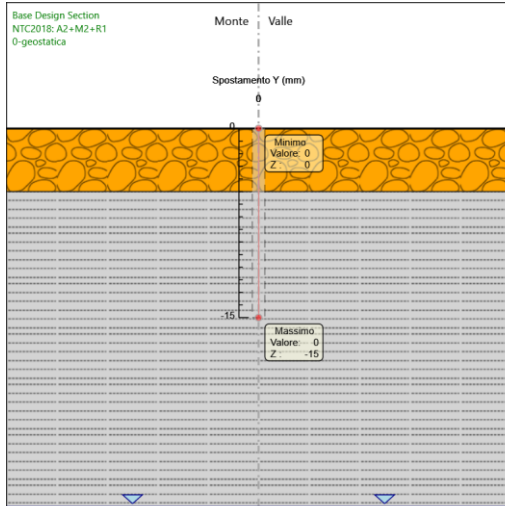 Base Design Section
NTC2018: A2+M2+R1
0-geostatica
Monte Valle
Spostamento Y (mm)
0
0
Minimo
Valore: 0
Z : 0
-15
Massimo
Valore: 0
Z : -15